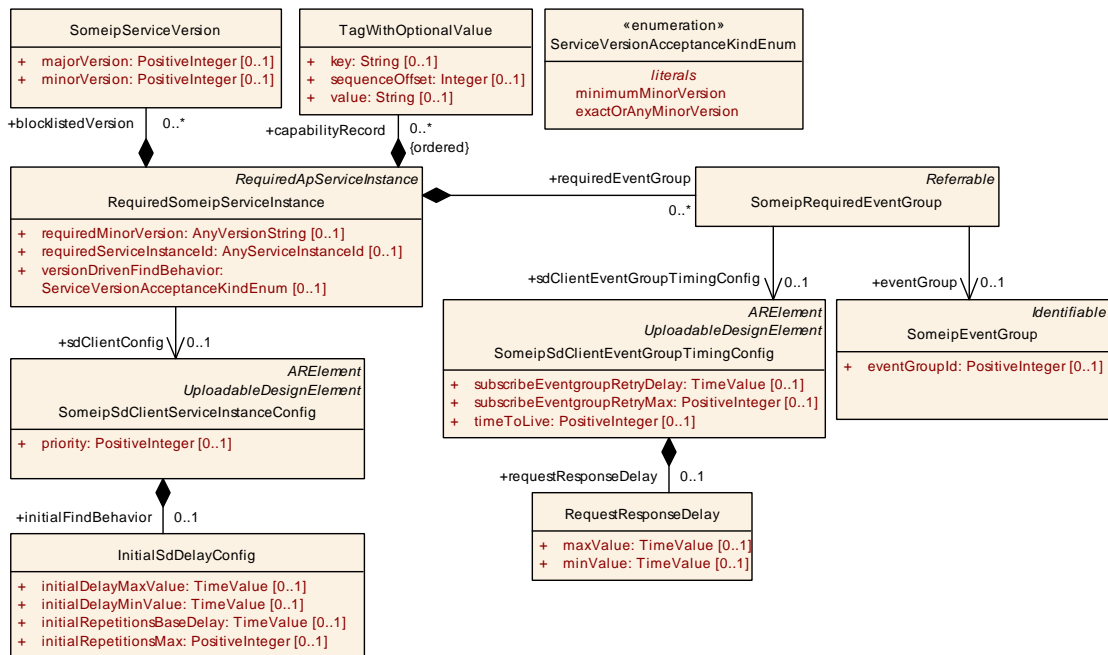 SomeipServiceVersion
+ majorVersion: PositiveInteger [0..1]
+ minorVersion: PositiveInteger [0..1]
TagWithOptionalValue
+ key: String [0..1]
+ sequenceOffset: Integer [0..1]
+ value: String [0..1]
«enumeration»
ServiceVersionAcceptanceKindEnum
literals
minimumMinorVersion
exactOrAnyMinorVersion
+blocklistedVersion 0..*
+capabilityRecord 0..*
{ordered}
RequiredApServiceInstance
RequiredSomeipServiceInstance
+ requiredMinorVersion: AnyVersionString [0..1]
+ requiredServiceInstanceId: AnyServiceInstanceId [0..1]
+ versionDrivenFindBehavior:
ServiceVersionAcceptanceKindEnum [0..1]
+requiredEventGroup
0..*
Referrable
SomeipRequiredEventGroup
+sdClientEventGroupTimingConfig 0..1
+eventGroup 0..1
+sdClientConfig 0..1
ARElement
UploadableDesignElement
SomeipSdClientEventGroupTimingConfig
+ subscribeEventgroupRetryDelay: TimeValue [0..1]
+ subscribeEventgroupRetryMax: PositiveInteger [0..1]
+ timeToLive: PositiveInteger [0..1]
Identifiable
SomeipEventGroup
+ eventGroupId: PositiveInteger [0..1]
ARElement
UploadableDesignElement
SomeipSdClientServiceInstanceConfig
+ priority: PositiveInteger [0..1]
+requestResponseDelay 0..1
RequestResponseDelay
+ maxValue: TimeValue [0..1]
+ minValue: TimeValue [0..1]
+initialFindBehavior 0..1
InitialSdDelayConfig
+ initialDelayMaxValue: TimeValue [0..1]
+ initialDelayMinValue: TimeValue [0..1]
+ initialRepetitionsBaseDelay: TimeValue [0..1]
+ initialRepetitionsMax: PositiveInteger [0..1]